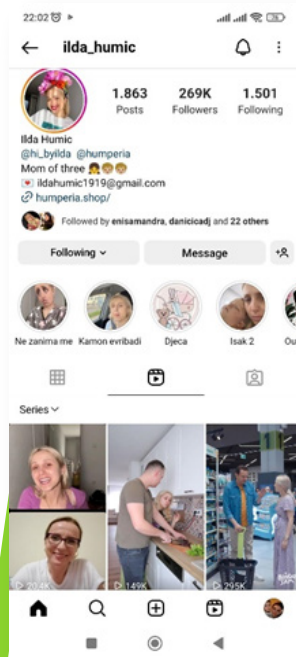 22:02
ilda_humic
1.863 269K 1.501
Posts Followers Following
Ilda Humic
@hi_byilda @humperia
Mom of three
ildahumic1919@gmail.com
humperia.shop/
Followed by enisamandra, danicicadj and 22 others
Following Message
Ne zanima me Kamon evribadi Djeca Isak 2 Ou
Series
149K 295K